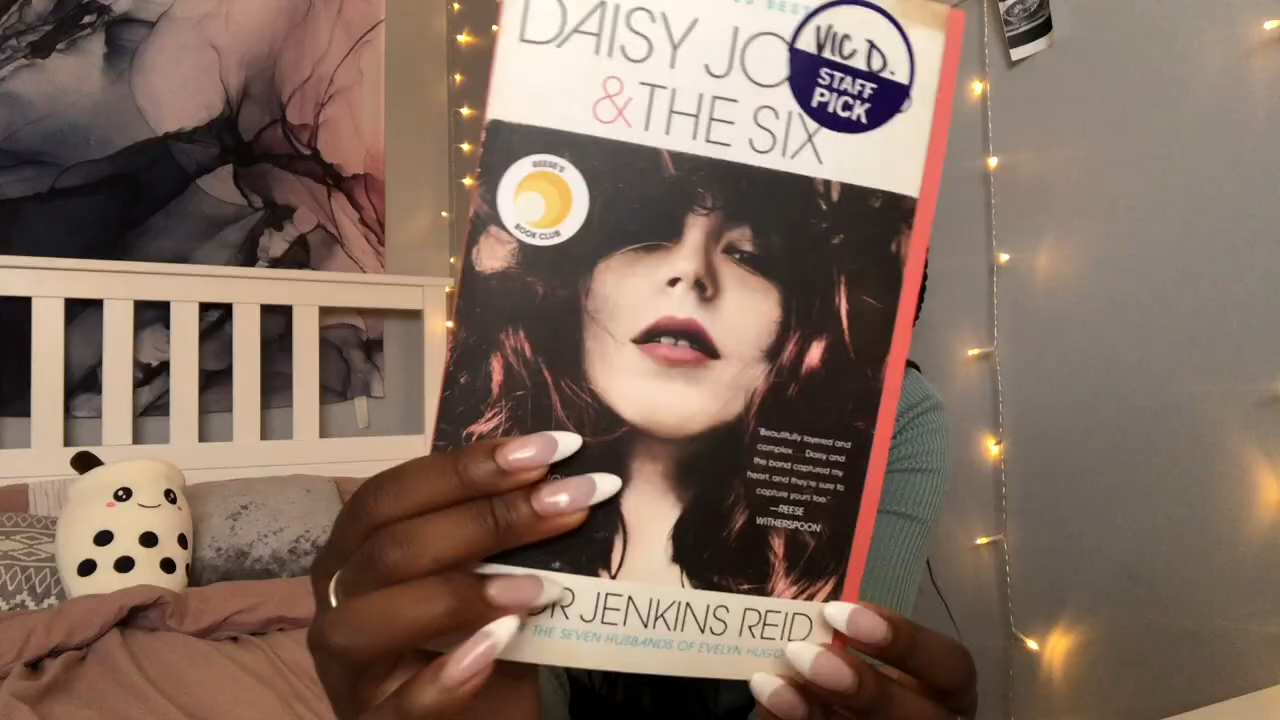 DAISY JO
& THE SIX
VIC D.
STAFF
PICK
REESE'S
BOOK CLUB
"Beautifully layered and
complex . . . Daisy and
the band captured my
heart, and they're sure to
capture yours too."
—REESE
WITHERSPOON
JENKINS REID
THE SEVEN HUSBANDS OF EVELYN HUGO